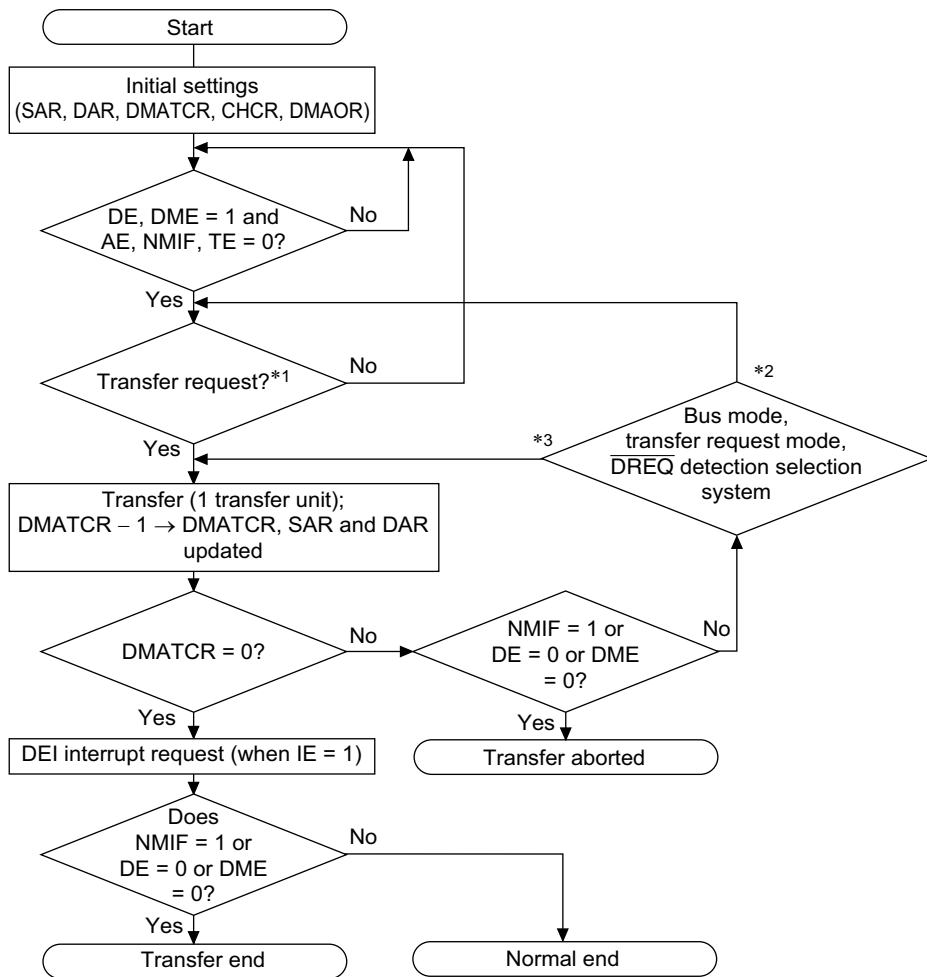 Start
Initial settings
(SAR, DAR, DMATCR, CHCR, DMAOR)
DE, DME = 1 and
AE, NMIF, TE = 0?
No
Yes
Transfer request?*1
No
Yes
*2
Bus mode,
transfer request mode,
DREQ detection selection
system
*3
Transfer (1 transfer unit);
DMATCR – 1 → DMATCR, SAR and DAR
updated
DMATCR = 0?
No
Yes
NMIF = 1 or
DE = 0 or DME
= 0?
No
Yes
Transfer aborted
DEI interrupt request (when IE = 1)
Does
NMIF = 1 or
DE = 0 or DME
= 0?
No
Yes
Transfer end
Normal end